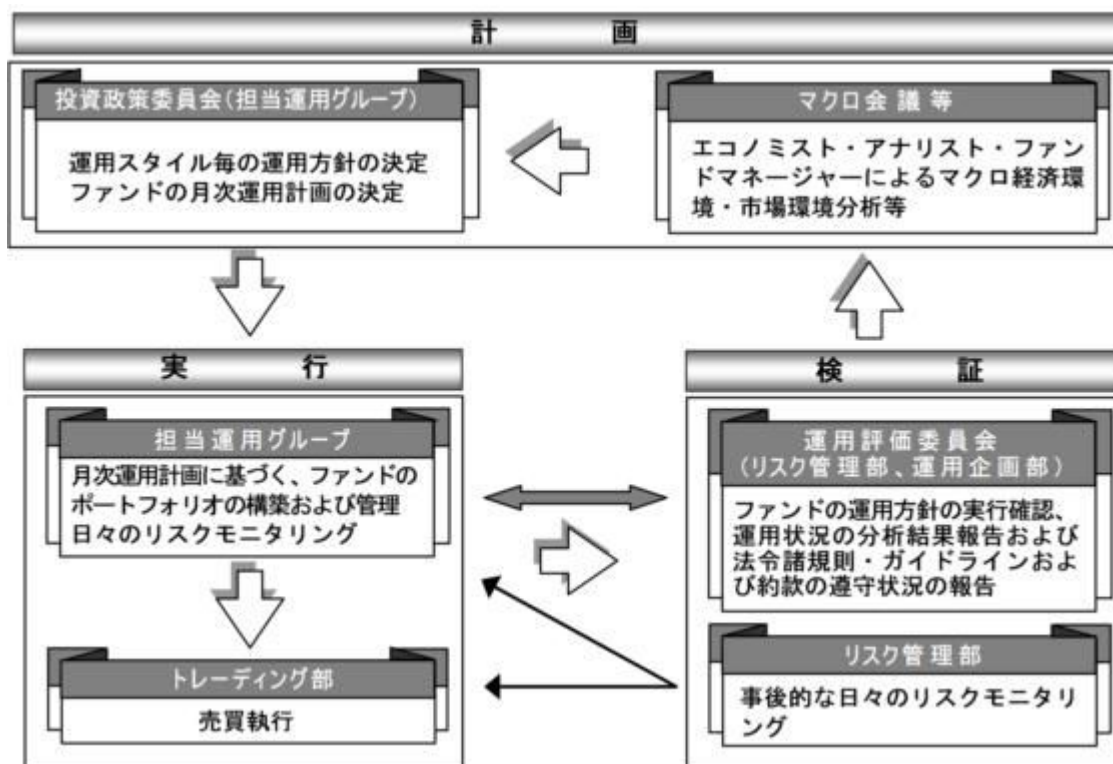 計 画
投資政策委員会（担当運用グループ）
運用スタイル毎の運用方針の決定
ファンドの月次運用計画の決定
マクロ会議等
エコノミスト・アナリスト・ファン
ドマネージャーによるマクロ経済環
境・市場環境分析等
実 行
担当運用グループ
月次運用計画に基づく、ファンドの
ポートフォリオの構築および管理
日々のリスクモニタリング
トレーディング部
売買執行
検 証
運用評価委員会
（リスク管理部、運用企画部）
ファンドの運用方針の実行確認、
運用状況の分析結果報告および
法令諸規則・ガイドラインおよ
び約款の遵守状況の報告
リスク管理部
事後的な日々のリスクモニタリ
ング